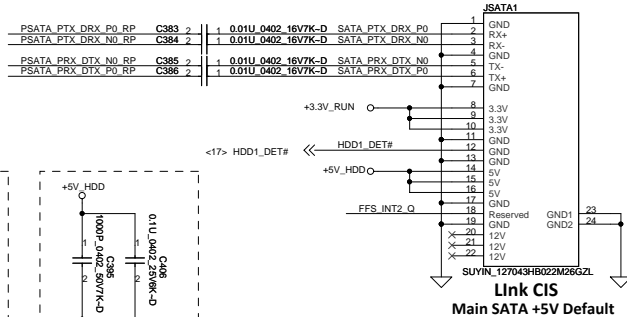 JSATA1
PSATA_PTX_DRX_P0_RP C383 2 1 0.01U_0402_16V7K~D SATA_PTX_DRX_P0
PSATA_PTX_DRX_N0_RP C384 2 1 0.01U_0402_16V7K~D SATA_PTX_DRX_N0
PSATA_PRX_DTX_N0_RP C385 2 1 0.01U_0402_16V7K~D SATA_PRX_DTX_N0
PSATA_PRX_DTX_P0_RP C386 2 1 0.01U_0402_16V7K~D SATA_PRX_DTX_P0
1 GND
2 RX+
3 RX-
4 GND
5 TX-
6 TX+
7 GND
+3.3V_RUN 8 3.3V
9 3.3V
10 3.3V
11 GND
<17> HDD1_DET# HDD1_DET# 12 GND
13 GND
+5V_HDD 14 5V
15 5V
16 5V
17 GND
FFS_INT2_Q 18 Reserved GND1 23
19 GND GND2 24
20 12V
21 12V
22 12V
SUYIN_127043HB022M26GZL
LInk CIS
Main SATA +5V Default
+5V_HDD
1 2 C395
1000P_0402_50V7K~D
1 2 C406
0.1U_0402_25V6K~D